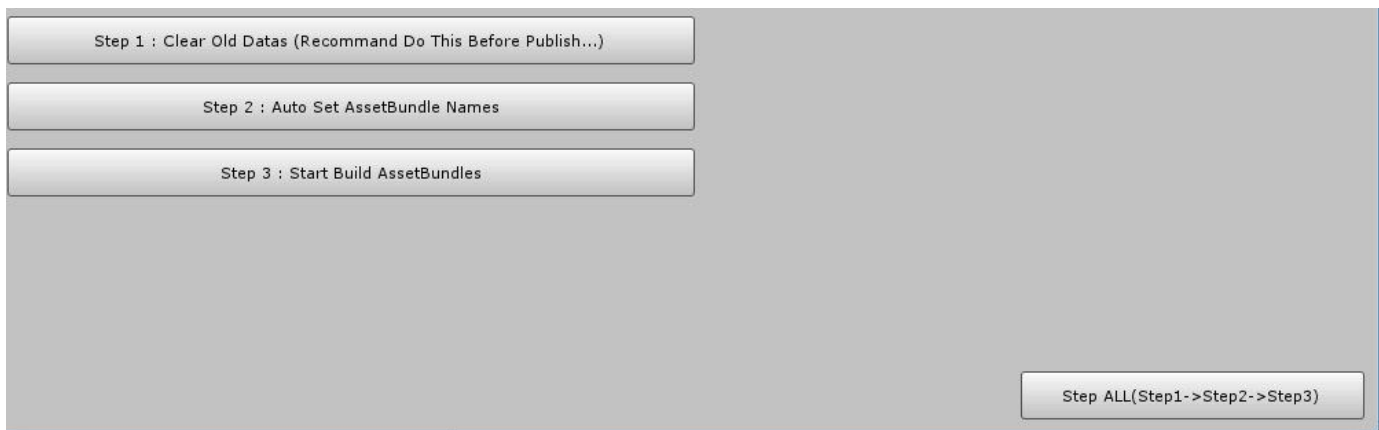 Step 1 : Clear Old Datas (Recommand Do This Before Publish...)
Step 2 : Auto Set AssetBundle Names
Step 3 : Start Build AssetBundles
Step ALL(Step1->Step2->Step3)